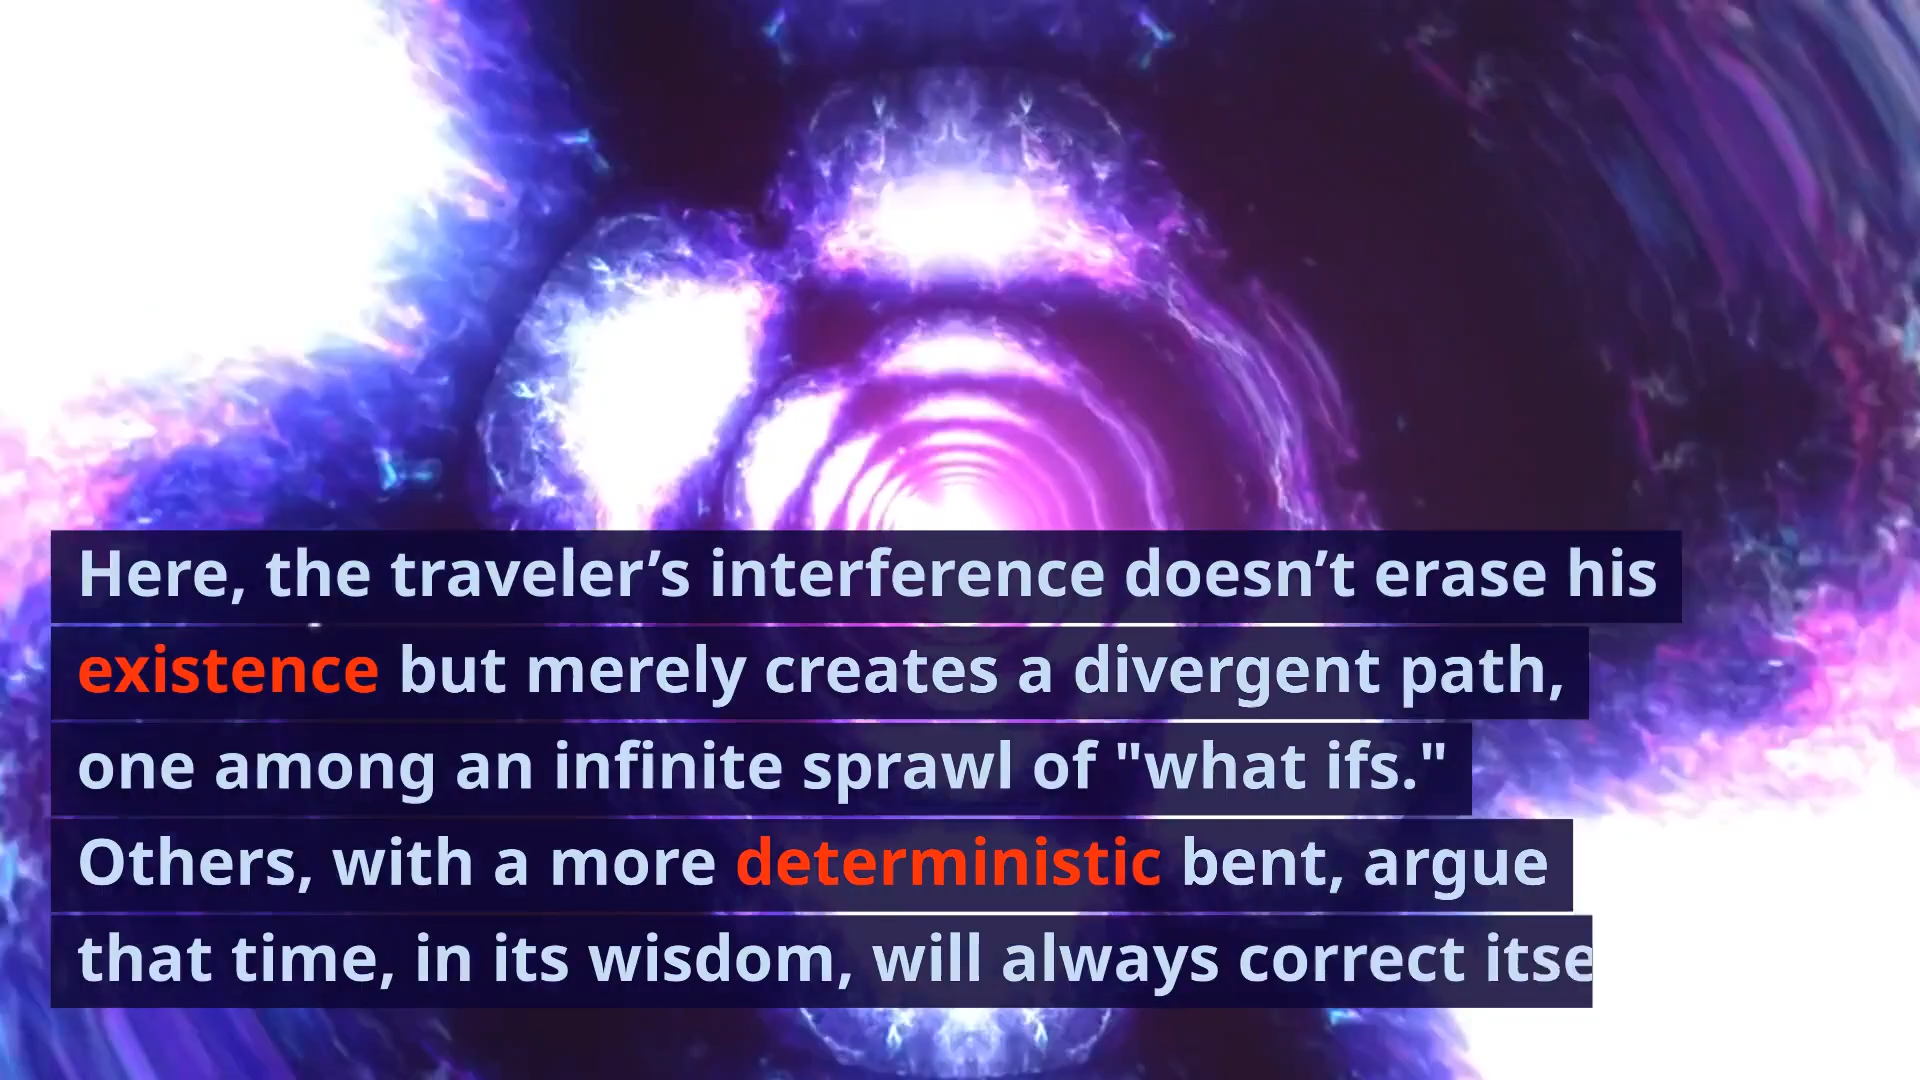 Here, the traveler’s interference doesn’t erase his
existence but merely creates a divergent path,
one among an infinite sprawl of "what ifs."
Others, with a more deterministic bent, argue
that time, in its wisdom, will always correct itse